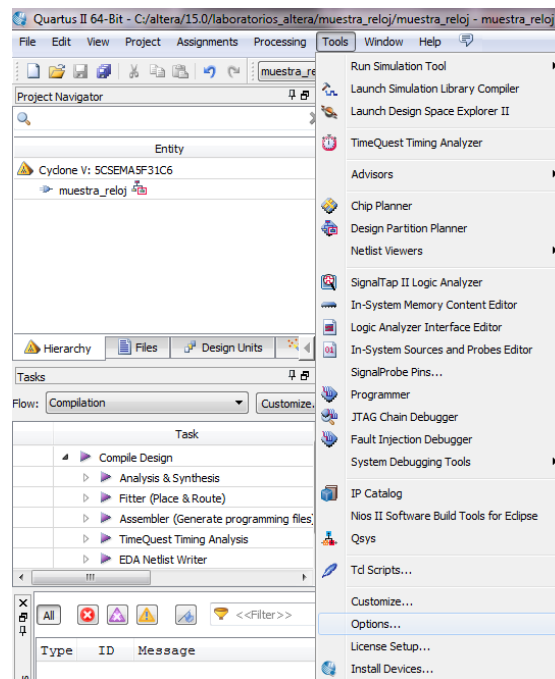 Quartus II 64-Bit - C:/altera/15.0/laboratorios_altera/muestra_reloj/muestra_reloj - muestra_reloj
File Edit View Project Assignments Processing Tools Window Help
muestra_re
Project Navigator
Entity
Cyclone V: 5CSEMA5F31C6
muestra_reloj
Hierarchy Files Design Units
Tasks
Flow: Compilation Customize.
Task
Compile Design
Analysis & Synthesis
Fitter (Place & Route)
Assembler (Generate programming files)
TimeQuest Timing Analysis
EDA Netlist Writer
All <<Filter>>
Type ID Message
Run Simulation Tool
Launch Simulation Library Compiler
Launch Design Space Explorer II
TimeQuest Timing Analyzer
Advisors
Chip Planner
Design Partition Planner
Netlist Viewers
SignalTap II Logic Analyzer
In-System Memory Content Editor
Logic Analyzer Interface Editor
In-System Sources and Probes Editor
SignalProbe Pins...
Programmer
JTAG Chain Debugger
Fault Injection Debugger
System Debugging Tools
IP Catalog
Nios II Software Build Tools for Eclipse
Qsys
Tcl Scripts...
Customize...
Options...
License Setup...
Install Devices...